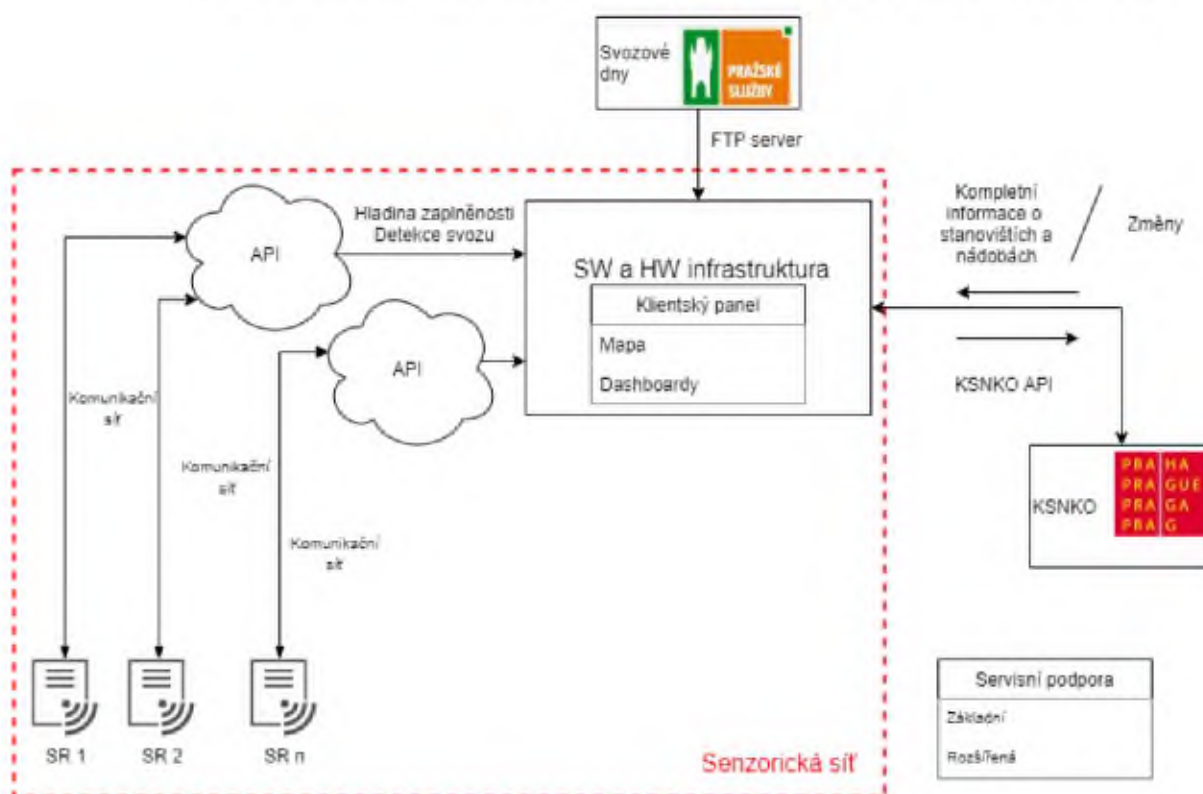 Svozové
dny
PRAŽSKÉ
SLUŽBY
FTP server
Hladina zaplněnosti
Detekce svozu
API
SW a HW infrastruktura
Klientský panel
Mapa
Dashboardy
API
Kompletní
informace o
stanovištích a
nádobách
Změny
KSNKO API
Komunikační
síť
Komunikační
síť
Komunikační
síť
KSNKO
PRA HA
PRA GUE
PRA GA
PRA G
SR 1
SR 2
SR n
Senzorická síť
Servisní podpora
Základní
Rozšířená